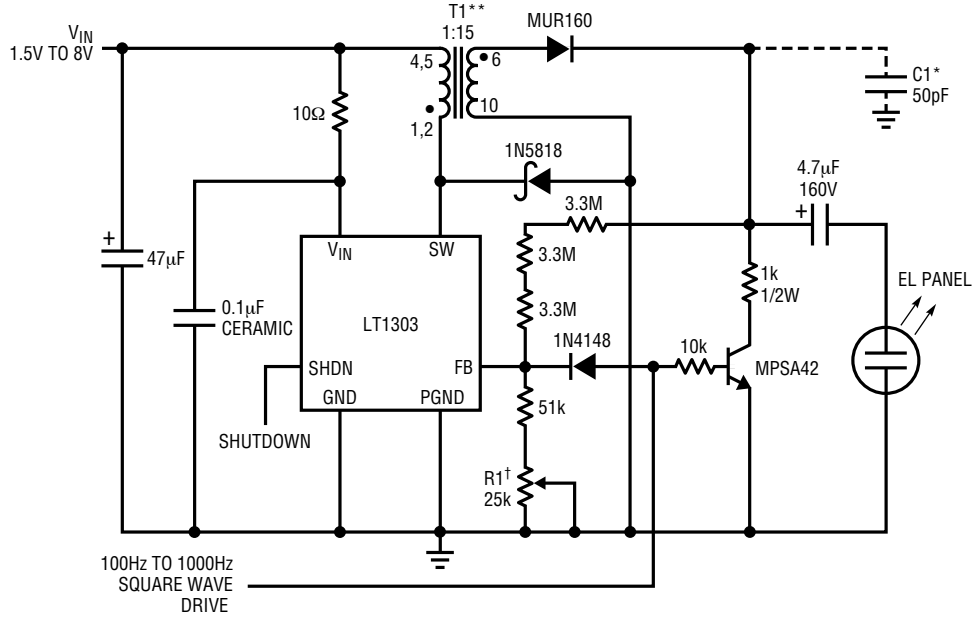 T1**
1:15
MUR160
VIN
1.5V TO 8V
4,5
6
C1*
50pF
10Ω
10
1,2
1N5818
4.7µF
160V
+
3.3M
+
VIN
SW
3.3M
47µF
1k
1/2W
EL PANEL
0.1µF
CERAMIC
3.3M
LT1303
1N4148
10k
SHDN
FB
MPSA42
GND
PGND
51k
SHUTDOWN
R1†
25k
100Hz TO 1000Hz
SQUARE WAVE
DRIVE